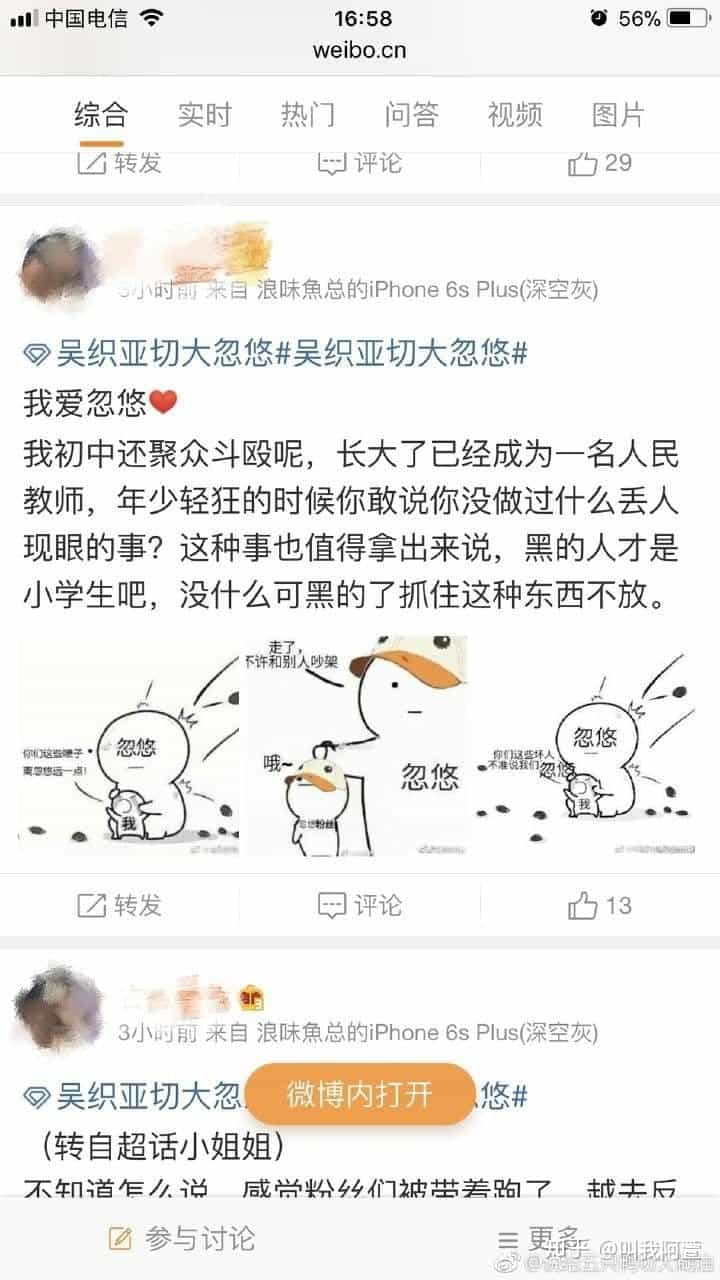 中国电信
16:58
56%
weibo.cn
综合
实时
热门
问答
视频
图片
转发
评论
29
3小时前 来自 浪味魚总的iPhone 6s Plus(深空灰)
吴织亚切大忽悠#吴织亚切大忽悠#
我爱忽悠❤️
我初中还聚众斗殴呢，长大了已经成为一名人民
教师，年少轻狂的时候你敢说你没做过什么丢人
现眼的事？这种事也值得拿出来说，黑的人才是
小学生吧，没什么可黑的了抓住这种东西不放。
忽悠
离忽悠远一点！
我
走了，
不许和别人吵架
哦~
忽悠
忽悠粉丝
忽悠
你们这些坏人
不准说我们忽悠
我
转发
评论
13
3小时前 来自 浪味魚总的iPhone 6s Plus(深空灰)
吴织亚切大忽
悠#
微博内打开
（转自超话小姐姐）
不知道怎么说，感觉粉丝们被带着跑了，越去反
参与讨论
更多
知乎 @叫我阿萱